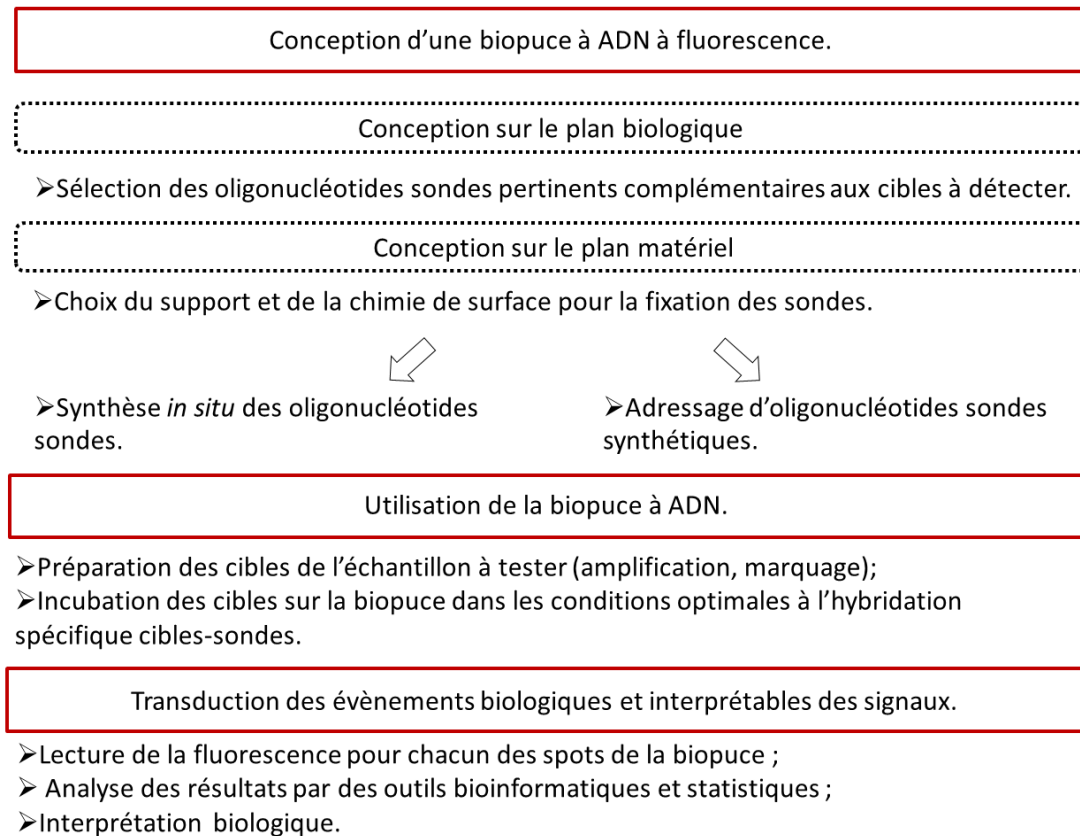 Conception d’une biopuce à ADN à fluorescence.
Conception sur le plan biologique
➢Sélection des oligonucléotides sondes pertinents complémentaires aux cibles à détecter.
Conception sur le plan matériel
➢Choix du support et de la chimie de surface pour la fixation des sondes.
➢Synthèse in situ des oligonucléotides
sondes.
➢Adressage d’oligonucléotides sondes
synthétiques.
Utilisation de la biopuce à ADN.
➢Préparation des cibles de l’échantillon à tester (amplification, marquage);
➢Incubation des cibles sur la biopuce dans les conditions optimales à l’hybridation
spécifique cibles-sondes.
Transduction des évènements biologiques et interprétables des signaux.
➢Lecture de la fluorescence pour chacun des spots de la biopuce ;
➢ Analyse des résultats par des outils bioinformatiques et statistiques ;
➢Interprétation biologique.